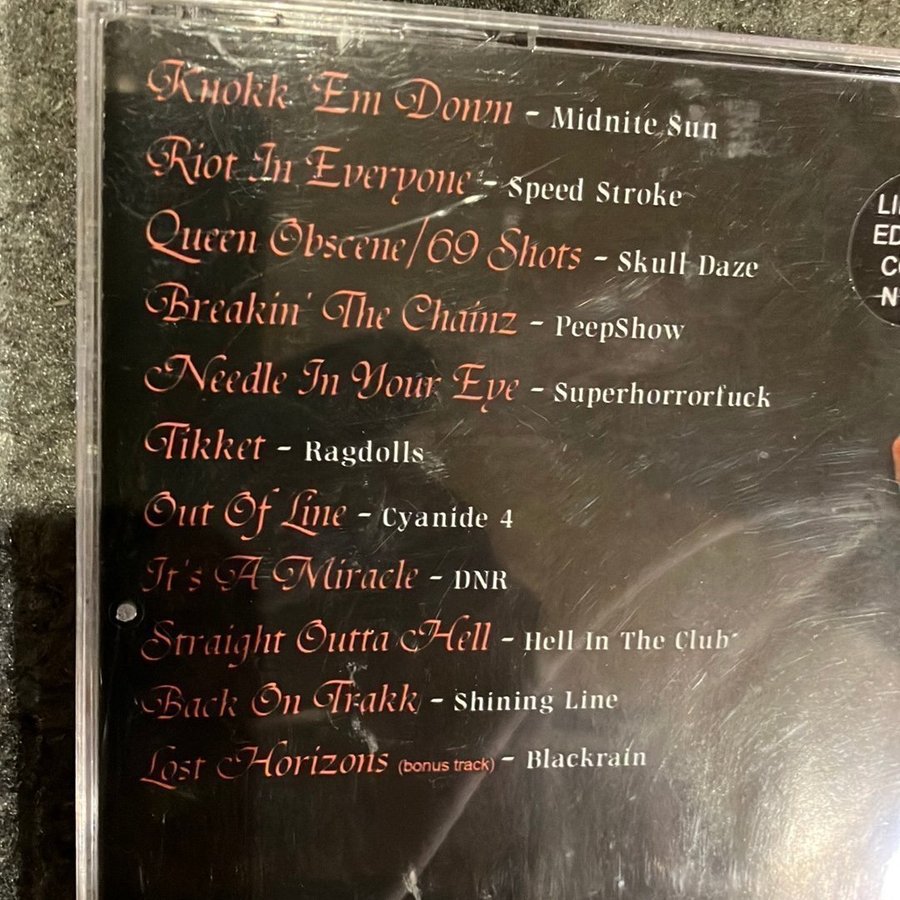 Knokk 'Em Down - Midnite Sun
Riot In Everyone - Speed Stroke
Queen Obscene/69 Shots - Skull Daze
Breakin' The Chainz - PeepShow
Needle In Your Eye - Superhorrorfuck
Tikket - Ragdolls
Out Of Line - Cyanide 4
It's A Miracle - DNR
Straight Outta Hell - Hell In The Club
Back On Trakk - Shining Line
Lost Horizons (bonus track) - Blackrain